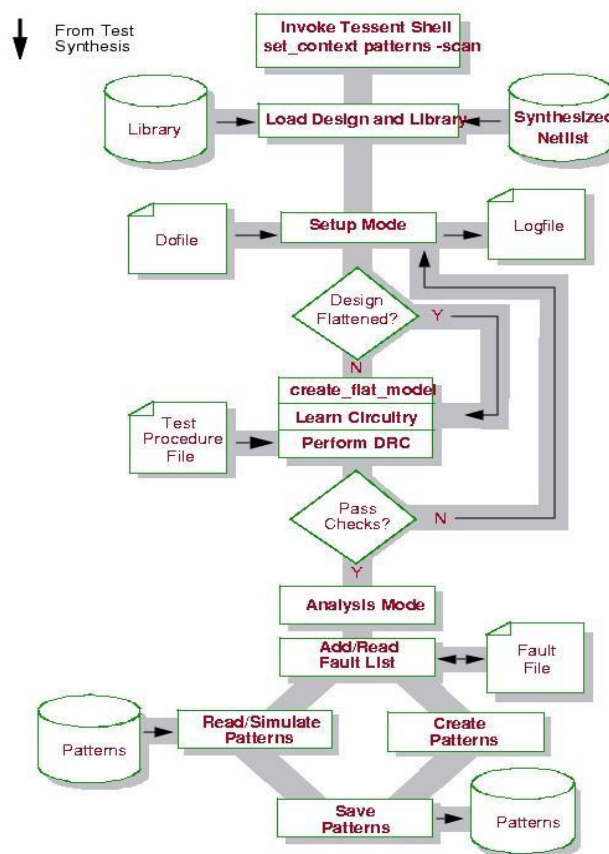 From Test
Synthesis
Invoke Tessent Shell
set_context patterns -scan
Library
Load Design and Library
Synthesized
Netlist
Dofile
Setup Mode
Logfile
Design
Flattened?
Y
N
create_flat_model
Learn Circuitry
Perform DRC
Test
Procedure
File
Pass
Checks?
N
Y
Analysis Mode
Add/Read
Fault List
Fault
File
Patterns
Read/Simulate
Patterns
Create
Patterns
Save
Patterns
Patterns